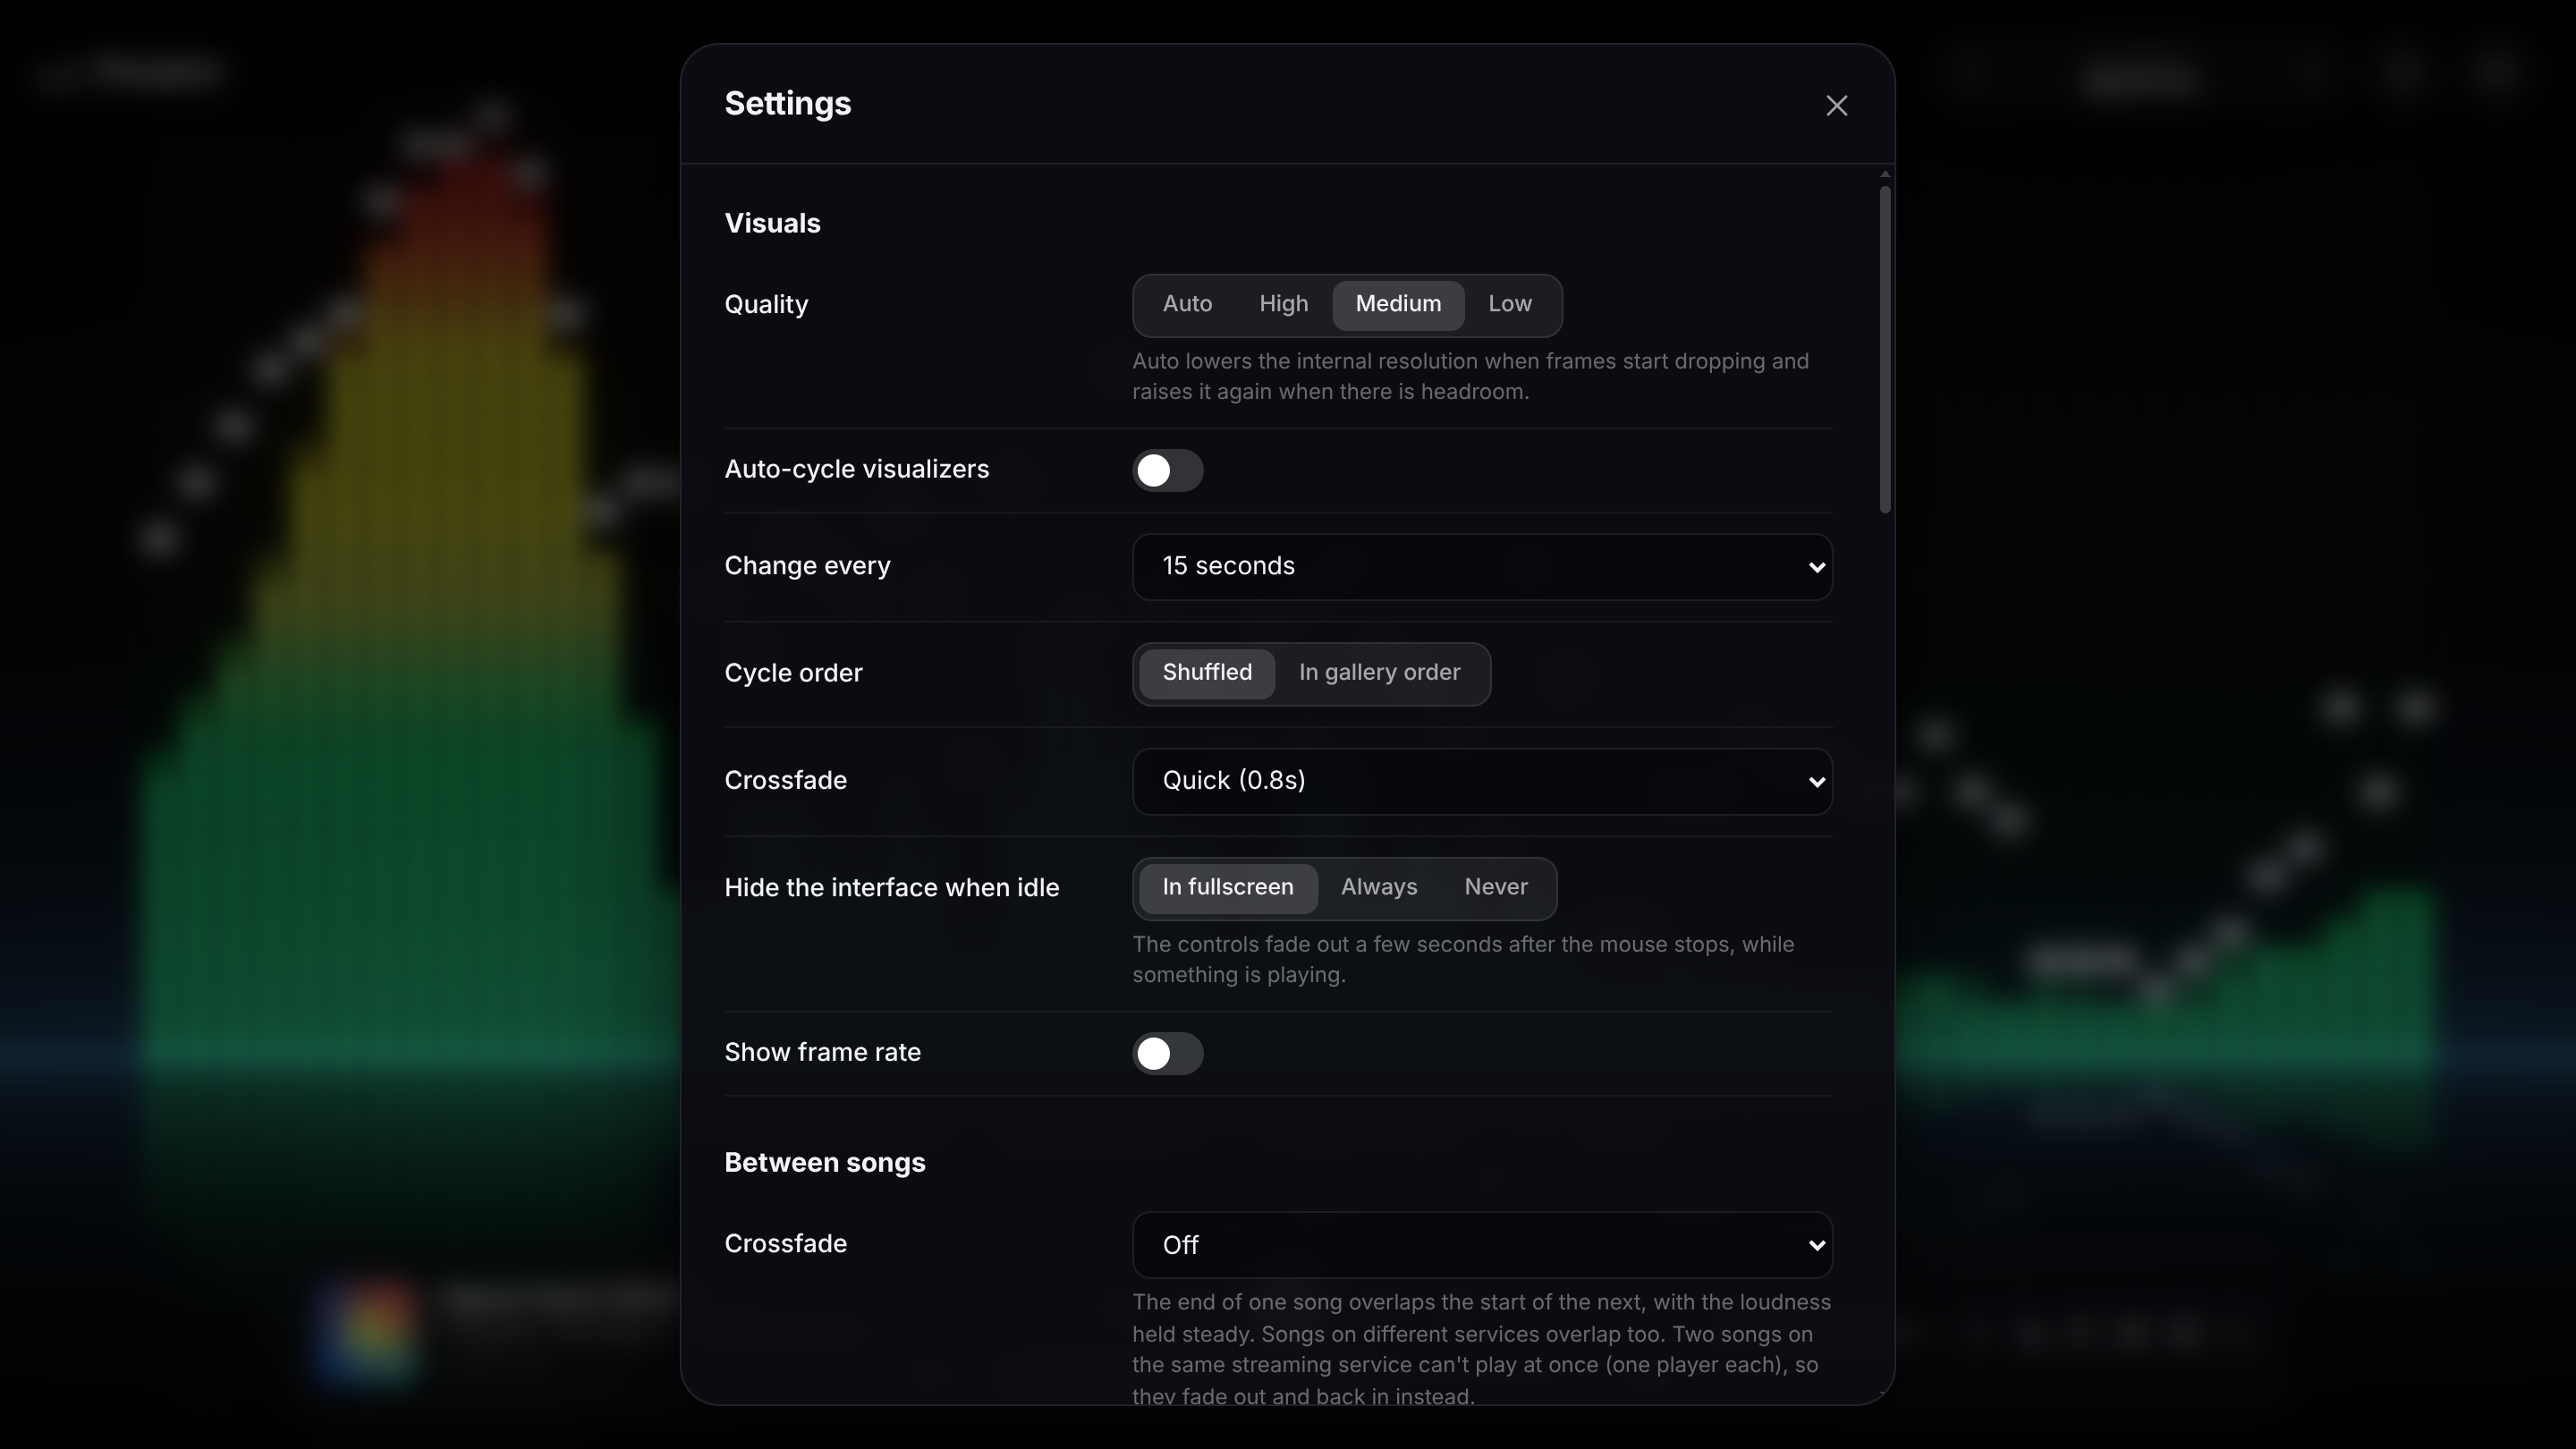 Settings
Visuals
Quality
Auto High Medium Low
Auto lowers the internal resolution when frames start dropping and
raises it again when there is headroom.
Auto-cycle visualizers
Change every
15 seconds
Cycle order
Shuffled In gallery order
Crossfade
Quick (0.8s)
Hide the interface when idle
In fullscreen Always Never
The controls fade out a few seconds after the mouse stops, while
something is playing.
Show frame rate
Between songs
Crossfade
Off
The end of one song overlaps the start of the next, with the loudness
held steady. Songs on different services overlap too. Two songs on
the same streaming service can't play at once (one player each), so
they fade out and back in instead.